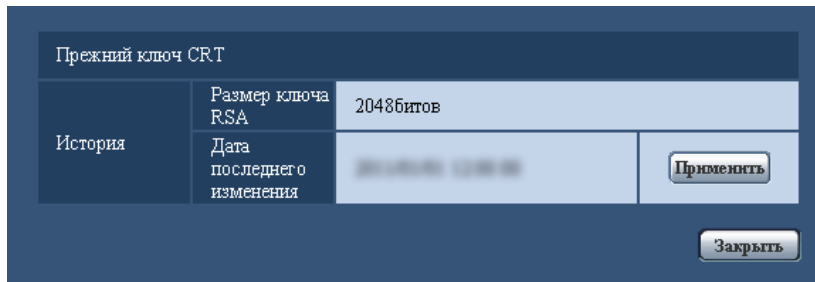 Прежний ключ CRT
История
Размер ключа
RSA
2048битов
Дата
последнего
изменения
Применить
Закрыть